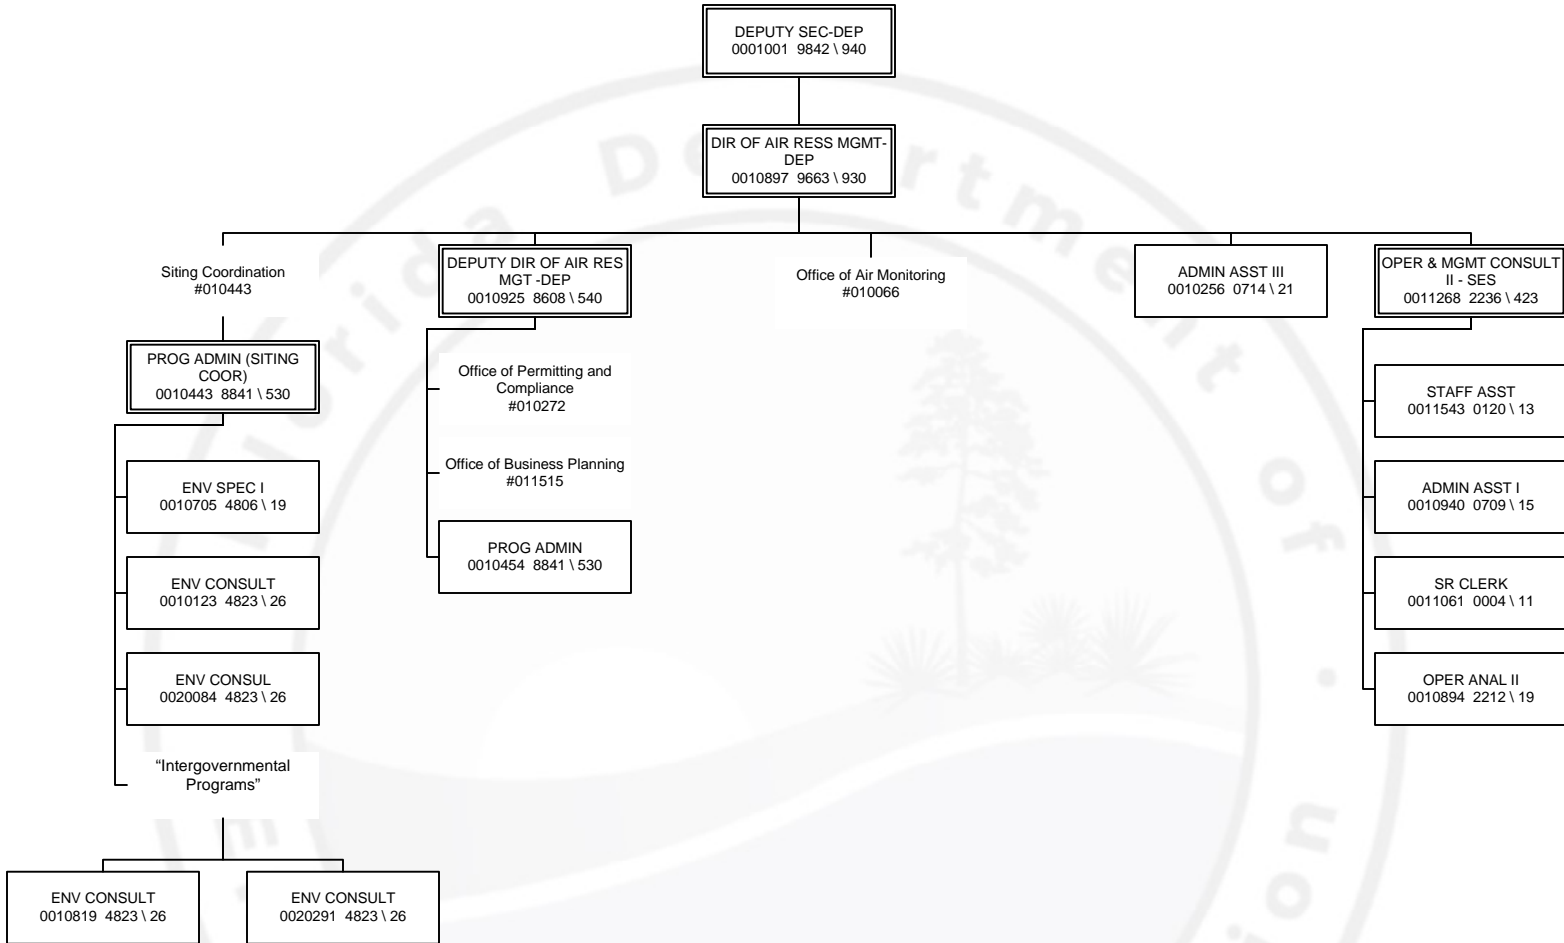 DEPUTY SEC-DEP
0001001 9842 \ 940
DIR OF AIR RESS MGMT-
DEP
0010897 9663 \ 930
Siting Coordination
#010443
DEPUTY DIR OF AIR RES
MGT -DEP
0010925 8608 \ 540
Office of Air Monitoring
#010066
ADMIN ASST III
0010256 0714 \ 21
OPER & MGMT CONSULT
II - SES
0011268 2236 \ 423
PROG ADMIN (SITING
COOR)
0010443 8841 \ 530
ENV SPEC I
0010705 4806 \ 19
ENV CONSULT
0010123 4823 \ 26
ENV CONSUL
0020084 4823 \ 26
“Intergovernmental
Programs”
ENV CONSULT
0010819 4823 \ 26
ENV CONSULT
0020291 4823 \ 26
Office of Permitting and
Compliance
#010272
Office of Business Planning
#011515
PROG ADMIN
0010454 8841 \ 530
STAFF ASST
0011543 0120 \ 13
ADMIN ASST I
0010940 0709 \ 15
SR CLERK
0011061 0004 \ 11
OPER ANAL II
0010894 2212 \ 19